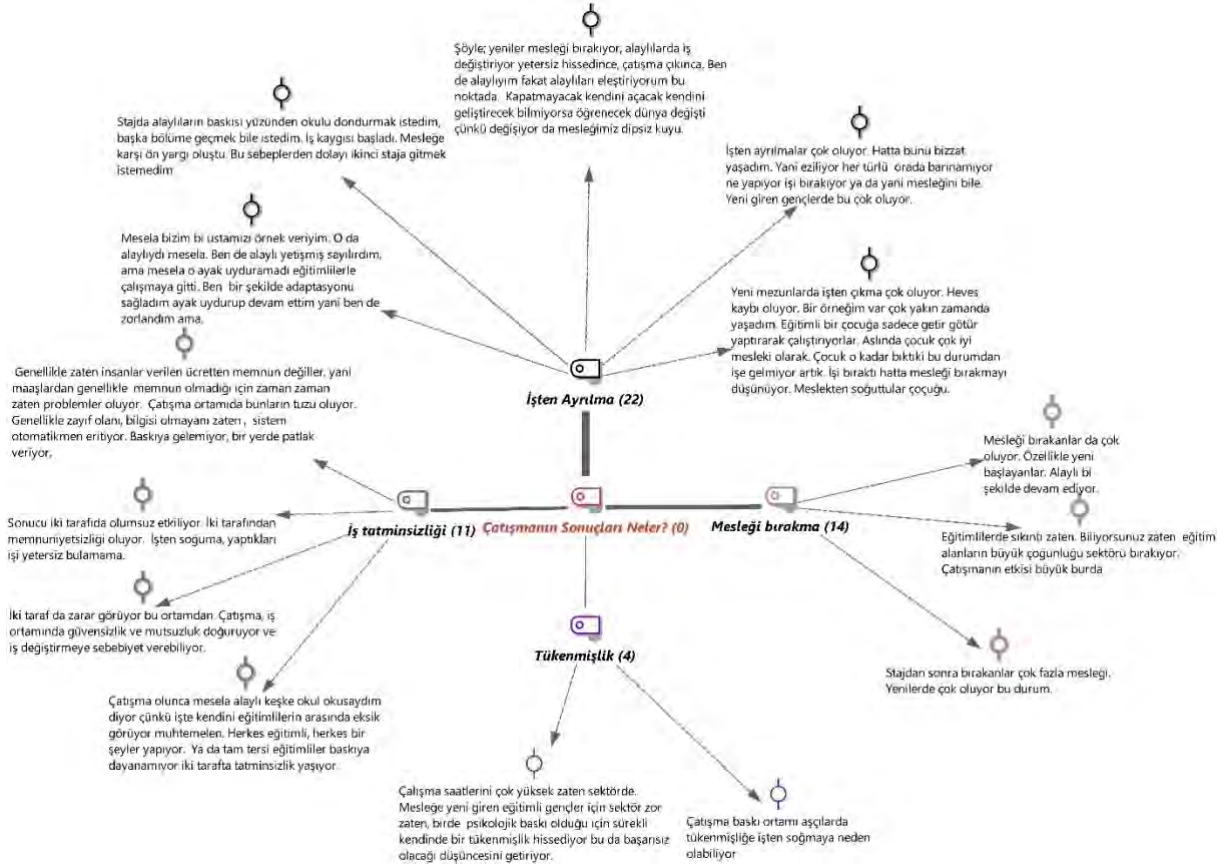 Şöyle; yeniler mesleği bırakıyor, alaylılarda iş
değiştiriyor yetersiz hissedince, çatışma çıkınca. Ben
de alaylıyım fakat alaylıları eleştiriyorum bu
noktada. Kapatmayacak kendini açacak kendini
geliştirecek bilmiyorsa öğrenecek dünya değişti
çünkü değişiyor da mesleğimiz dipsiz kuyu.
Stajda alaylıların baskısı yüzünden okulu dondurmak istedim,
başka bölüme geçmek bile istedim. İş kaygısı başladı. Mesleğe
karşi ön yargı oluştu. Bu sebeplerden dolayı ikinci staja gitmek
istemedim
İşten ayrılmalar çok oluyor. Hatta bunu bizzat
yaşadım. Yani eziliyor her türlü orada barınamıyor
ne yapıyor işi bırakıyor ya da yani mesleğini bile.
Yeni giren gençlerde bu çok oluyor.
Mesela bizim bi ustamızı örnek veriyim. O da
alaylıydı mesela. Ben de alaylı yetişmiş sayılırdım,
ama mesela o ayak uyduramadı eğitimlilerle
çalışmaya gitti. Ben bir şekilde adaptasyonu
sağladım ayak uydurup devam ettim yani ben de
zorlandım ama.
Yeni mezunlarda işten çıkma çok oluyor. Heves
kaybı oluyor. Bir örneğim var çok yakın zamanda
yaşadım. Eğitimli bir çocuğa sadece getir götür
yaptırarak çalıştırıyorlar. Aslında çocuk çok iyi
mesleki olarak. Çocuk o kadar bıktıki bu durumdan
işe gelmiyor artık. İşi bıraktı hatta mesleği bırakmayı
düşünüyor. Meslekten soğuttular çocuğu.
İşten Ayrılma (22)
Genellikle zaten insanlar verilen ücretten memnun değiller, yani
maaşlardan genellikle memnun olmadığı için zaman zaman
zaten problemler oluyor. Çatışma ortamıda bunların tuzu oluyor.
Genellikle zayıf olanı, bilgisi olmayanı zaten , sistem
otomatikmen eritiyor. Baskıya gelemiyor, bir yerde patlak
veriyor.
Mesleği bırakanlar da çok
oluyor. Özellikle yeni
başlayanlar. Alaylı bi
şekilde devam ediyor.
Sonucu iki tarafıda olumsuz etkiliyor. İki tarafından
memnuniyetsizliği oluyor. İşten soğuma, yaptıkları
işi yetersiz bulamama.
İş tatminsizliği (11)
Çatışmanın Sonuçları Neler? (0)
Mesleği bırakma (14)
Eğitimlilerde sıkıntı zaten. Biliyorsunuz zaten eğitim
alanların büyük çoğunluğu sektörü bırakıyor.
Çatışmanın etkisi büyük burda
İki taraf da zarar görüyor bu ortamdan. Çatışma, iş
ortamında güvensizlik ve mutsuzluk doğuruyor ve
iş değiştirmeye sebebiyet verebiliyor.
Tükenmişlik (4)
Stajdan sonra bırakanlar çok fazla mesleği.
Yenilerde çok oluyor bu durum.
Çatışma olunca mesela alaylı keşke okul okusaydım
diyor çünkü işte kendini eğitimlilerin arasında eksik
görüyor muhtemelen. Herkes eğitimli, herkes bir
şeyler yapıyor. Ya da tam tersi eğitimliler baskıya
dayanamıyor iki tarafta tatminsizlik yaşıyor.
Çalışma saatlerini çok yüksek zaten sektörde.
Mesleğe yeni giren eğitimli gençler için sektör zor
zaten, birde psikolojik baskı olduğu için sürekli
kendinde bir tükenmişlik hissediyor bu da başarısız
olacağı düşüncesini getiriyor.
Çatışma baskı ortamı aşçılarda
tükenmişliğe işten soğmaya neden
olabiliyor